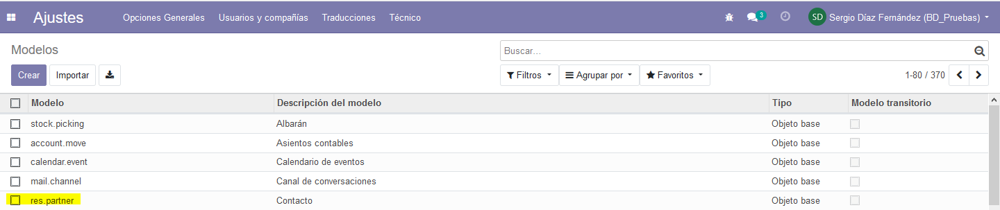 Ajustes Opciones Generales Usuarios y compañías Traducciones Técnico 3 SD Sergio Díaz Fernández (BD_Pruebas)
Modelos Buscar...
Crear Importar Filtros Agrupar por Favoritos 1-80 / 370
Modelo Descripción del modelo Tipo Modelo transitorio
stock.picking Albarán Objeto base
account.move Asientos contables Objeto base
calendar.event Calendario de eventos Objeto base
mail.channel Canal de conversaciones Objeto base
res.partner Contacto Objeto base